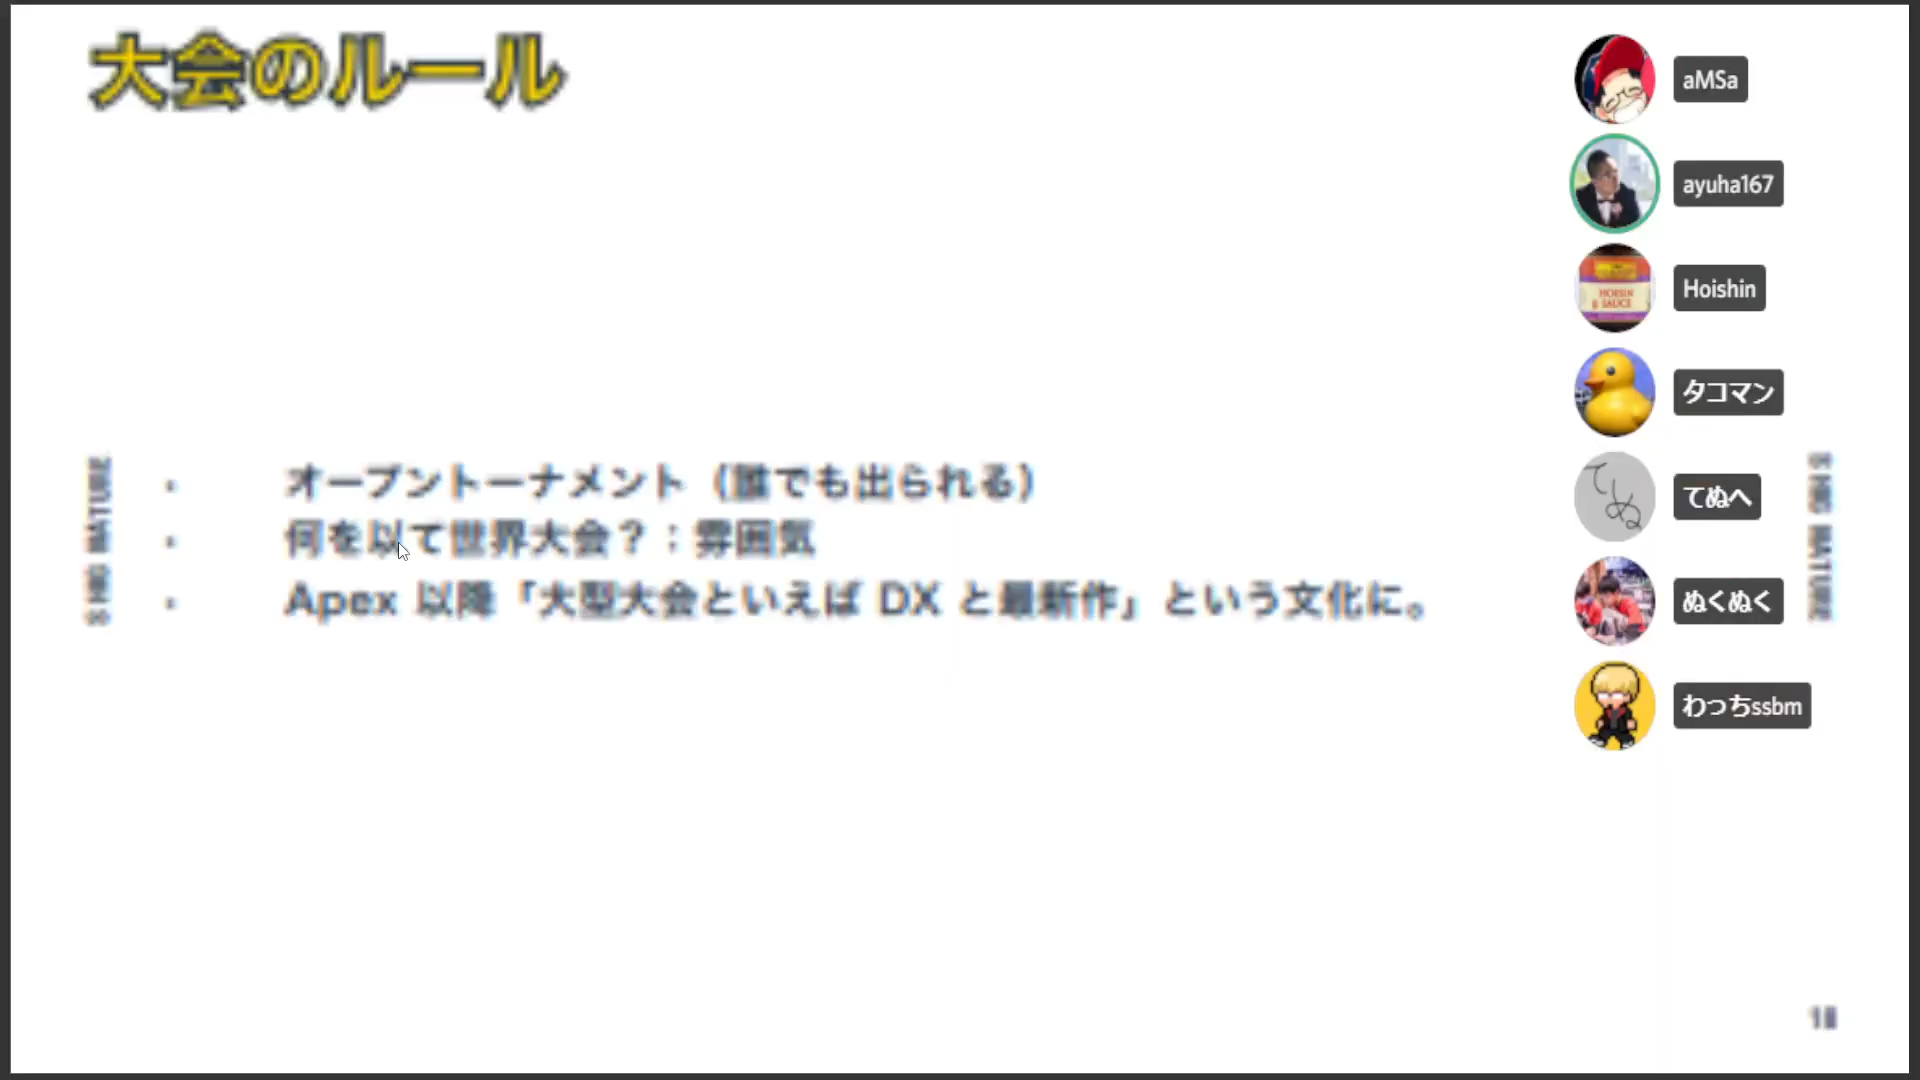 大会のルール
オープントーナメント（誰でも出られる）
何を以て世界大会？：雰囲気
Apex 以降「大型大会といえば DX と最新作」という文化に。
aMSa
ayuha167
Hoishin
タコマン
てぬへ
ぬくぬく
わっちssbm
HOISIN
SAUCE